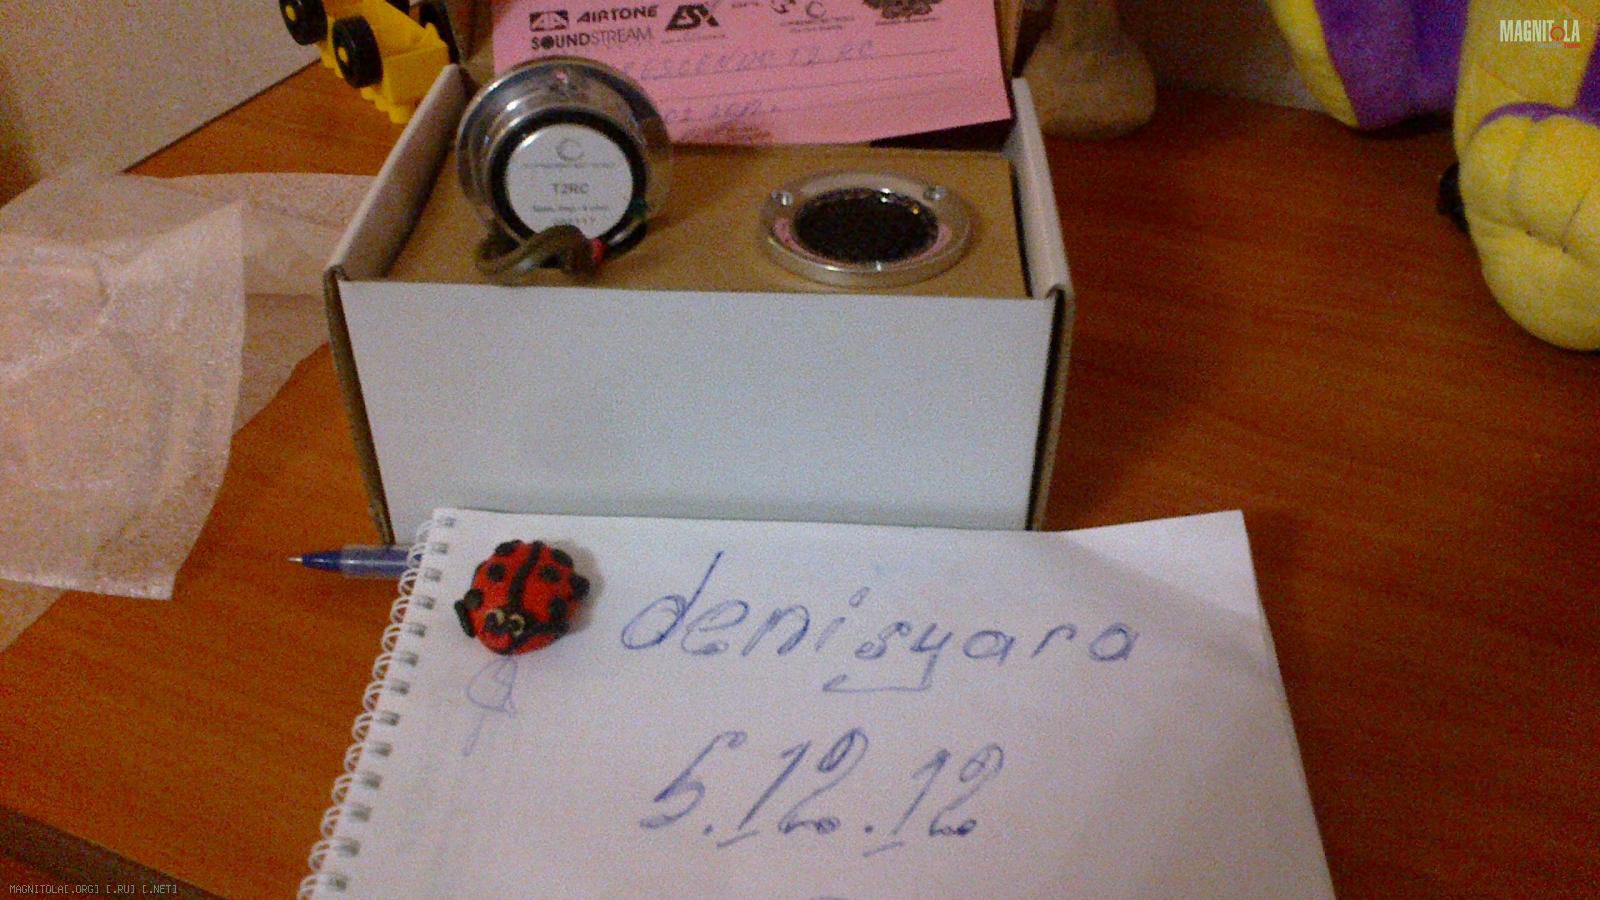 MAGNITOLA
AIRTONE
ESX
SOUNDSTREAM
T2RC
denisyara
5.12.12
MAGNITOLA[.ORG] [.RU] [.NET]